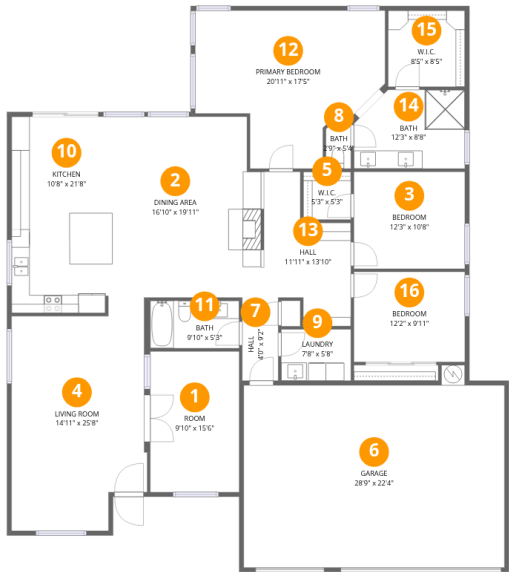 15
W.I.C.
8'5" x 8'5"
12
PRIMARY BEDROOM
20'11" x 17'5"
14
BATH
12'3" x 8'8"
8
BATH
2'9" x 5'4"
10
KITCHEN
10'8" x 21'8"
2
DINING AREA
16'10" x 19'11"
5
W.I.C.
5'3" x 5'3"
3
BEDROOM
12'3" x 10'8"
13
HALL
11'11" x 13'10"
16
BEDROOM
12'2" x 9'11"
11
BATH
9'10" x 5'3"
7
HALL
4'0" x 9'2"
9
LAUNDRY
7'8" x 5'8"
4
LIVING ROOM
14'11" x 25'8"
1
ROOM
9'10" x 15'6"
6
GARAGE
28'9" x 22'4"